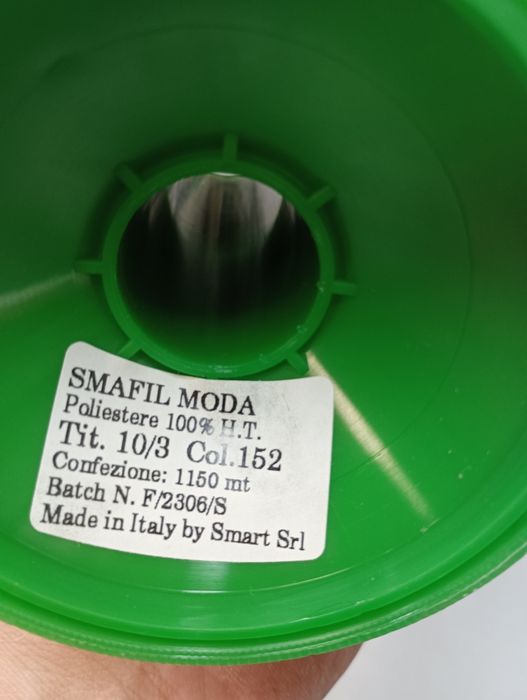 SMAFIL MODA
Poliestere 100% H.T.
Tit. 10/3 Col.152
Confezione: 1150 mt
Batch N. F/2306/S
Made in Italy by Smart Srl